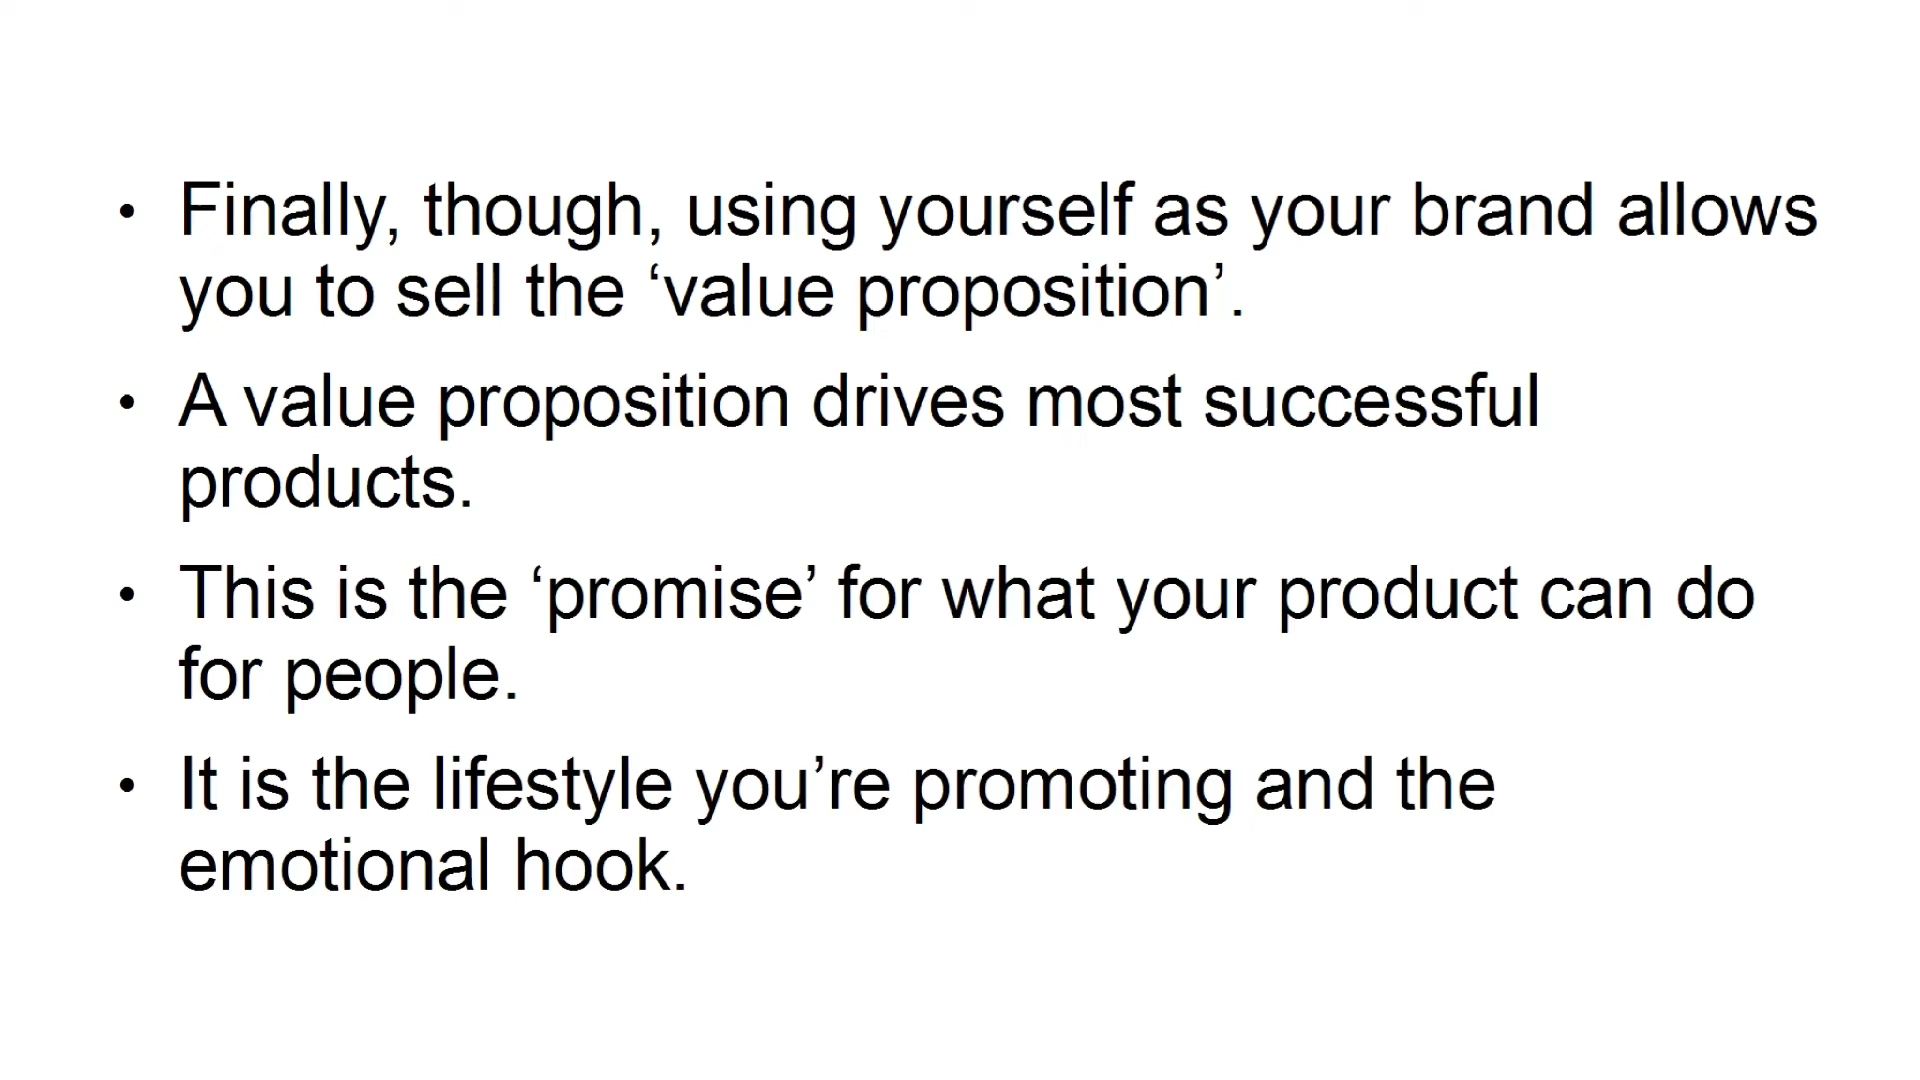 • Finally, though, using yourself as your brand allows
you to sell the ‘value proposition’.
• A value proposition drives most successful
products.
• This is the ‘promise’ for what your product can do
for people.
• It is the lifestyle you’re promoting and the
emotional hook.